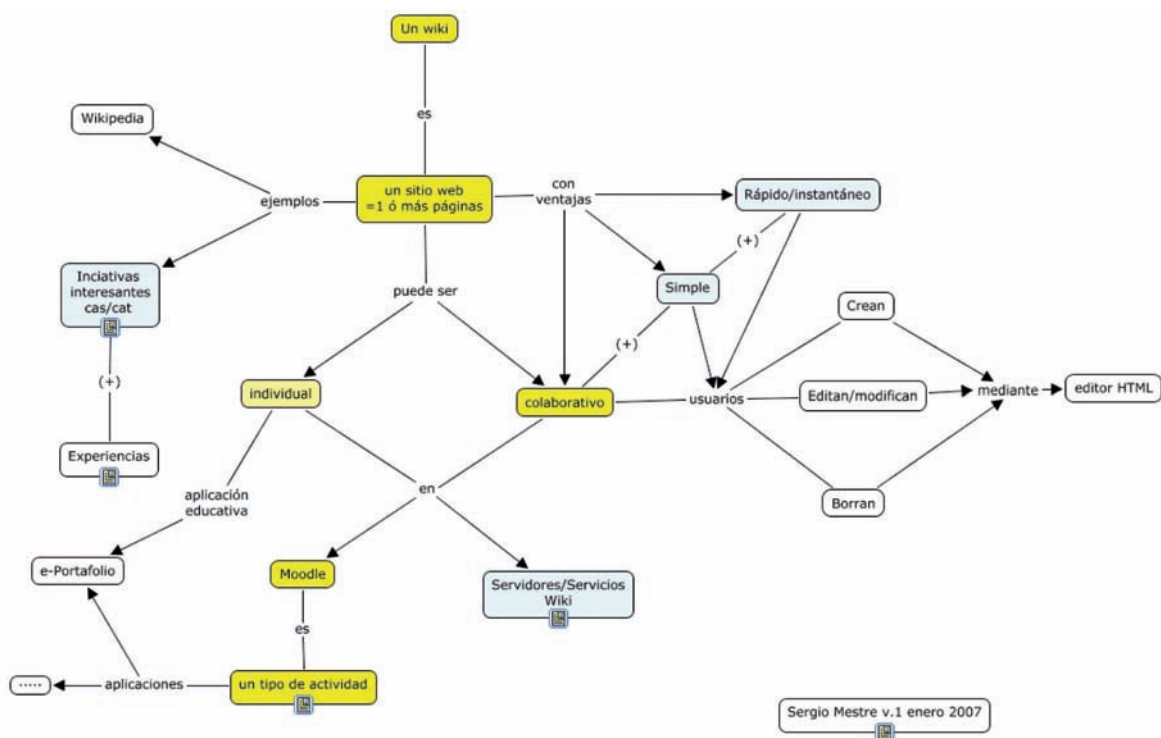 Un wiki
es
Wikipedia
un sitio web
=1 ó más páginas
ejemplos
con
ventajas
Rápido/instantáneo
(+)
Inciativas
interesantes
cas/cat
puede ser
Simple
Crean
(+)
(+)
individual
colaborativo
usuarios
Editan/modifican
mediante
editor HTML
Experiencias
aplicación
educativa
en
Borran
e-Portafolio
Moodle
Servidores/Servicios
Wiki
es
.....
aplicaciones
un tipo de actividad
Sergio Mestre v.1 enero 2007